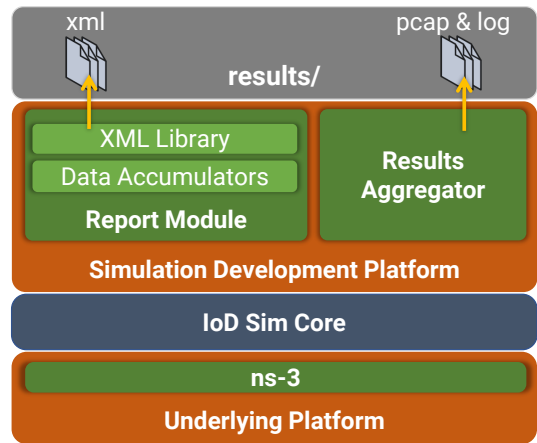 xml
pcap & log
results/
XML Library
Data Accumulators
Report Module
Results
Aggregator
Simulation Development Platform
IoD Sim Core
ns-3
Underlying Platform